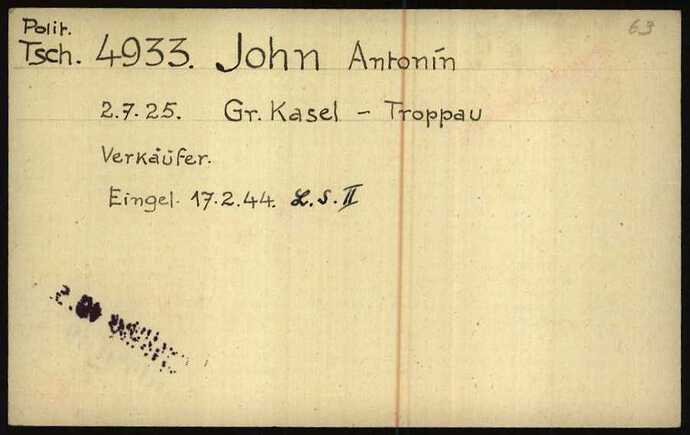 Polit. 63
Tsch. 4933. John Antonín
2.7.25. Gr. Kasel – Troppau
Verkäufer.
Eingel. 17.2.44. L.S. II